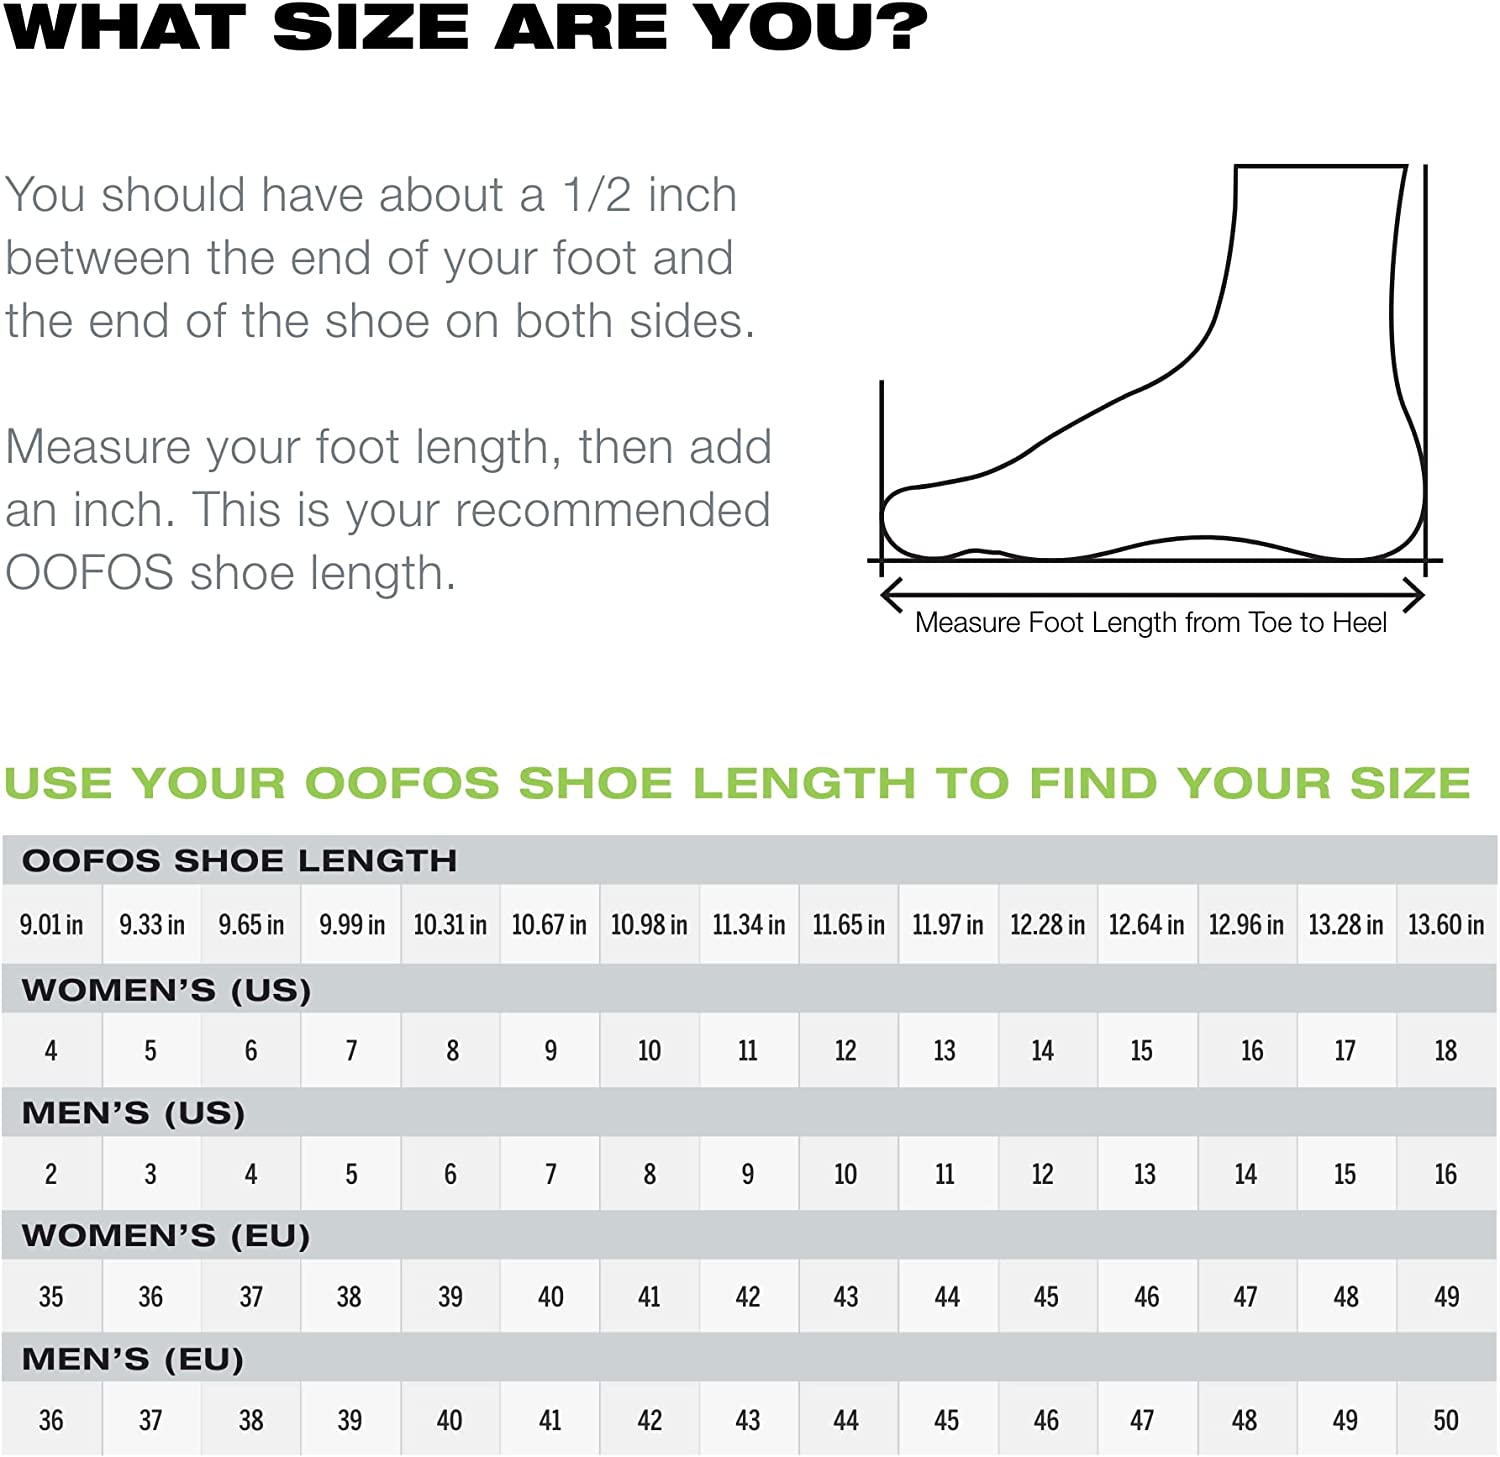 WHAT SIZE ARE YOU?
You should have about a 1/2 inch
between the end of your foot and
the end of the shoe on both sides.
Measure your foot length, then add
an inch. This is your recommended
OOFOS shoe length.
Measure Foot Length from Toe to Heel
USE YOUR OOFOS SHOE LENGTH TO FIND YOUR SIZE
OOFOS SHOE LENGTH
9.01 in 9.33 in 9.65 in 9.99 in 10.31 in 10.67 in 10.98 in 11.34 in 11.65 in 11.97 in 12.28 in 12.64 in 12.96 in 13.28 in 13.60 in
WOMEN'S (US)
4 5 6 7 8 9 10 11 12 13 14 15 16 17 18
MEN'S (US)
2 3 4 5 6 7 8 9 10 11 12 13 14 15 16
WOMEN'S (EU)
35 36 37 38 39 40 41 42 43 44 45 46 47 48 49
MEN'S (EU)
36 37 38 39 40 41 42 43 44 45 46 47 48 49 50